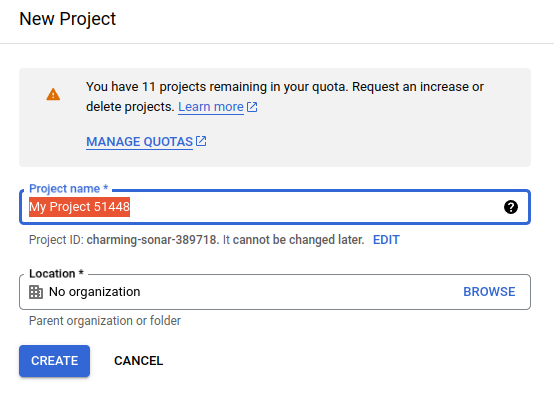 New Project
You have 11 projects remaining in your quota. Request an increase or
delete projects. Learn more
MANAGE QUOTAS
Project name *
My Project 51448
Project ID: charming-sonar-389718. It cannot be changed later. EDIT
Location *
No organization BROWSE
Parent organization or folder
CREATE CANCEL